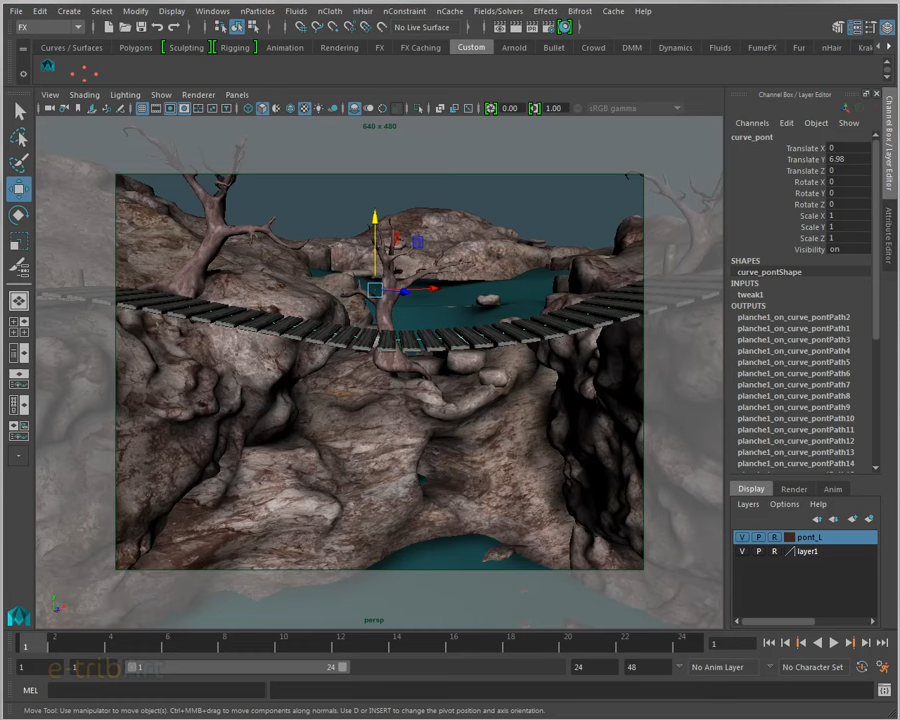 File Edit Create Select Modify Display Windows nParticles Fluids nCloth nHair nConstraint nCache Fields/Solvers Effects Bifrost Cache Help
FX No Live Surface
Curves / Surfaces Polygons Sculpting Rigging Animation Rendering FX FX Caching Custom Arnold Bullet Crowd DMM Dynamics Fluids FumeFX Fur nHair
View Shading Lighting Show Renderer Panels
0.00 1.00 sRGB gamma
640 x 480
persp
Channel Box / Layer Editor
Channels Edit Object Show
curve_pont
Translate X 0
Translate Y 6.98
Translate Z 0
Rotate X 0
Rotate Y 0
Rotate Z 0
Scale X 1
Scale Y 1
Scale Z 1
Visibility on
SHAPES
curve_pontShape
INPUTS
tweak1
OUTPUTS
planche1_on_curve_pontPath2
planche1_on_curve_pontPath1
planche1_on_curve_pontPath3
planche1_on_curve_pontPath4
planche1_on_curve_pontPath5
planche1_on_curve_pontPath6
planche1_on_curve_pontPath7
planche1_on_curve_pontPath8
planche1_on_curve_pontPath9
planche1_on_curve_pontPath10
planche1_on_curve_pontPath11
planche1_on_curve_pontPath12
planche1_on_curve_pontPath13
planche1_on_curve_pontPath14
Channel Box / Layer Editor
Attribute Editor
Display Render Anim
Layers Options Help
V P R pont_L
V P R layer1
1 2 4 6 8 10 12 14 16 18 20 22 24 1
1 1 1 24 24 48 No Anim Layer No Character Set
MEL
Move Tool: Use manipulator to move object(s). Ctrl+MMB+drag to move components along normals. Use D or INSERT to change the pivot position and axis orientation.